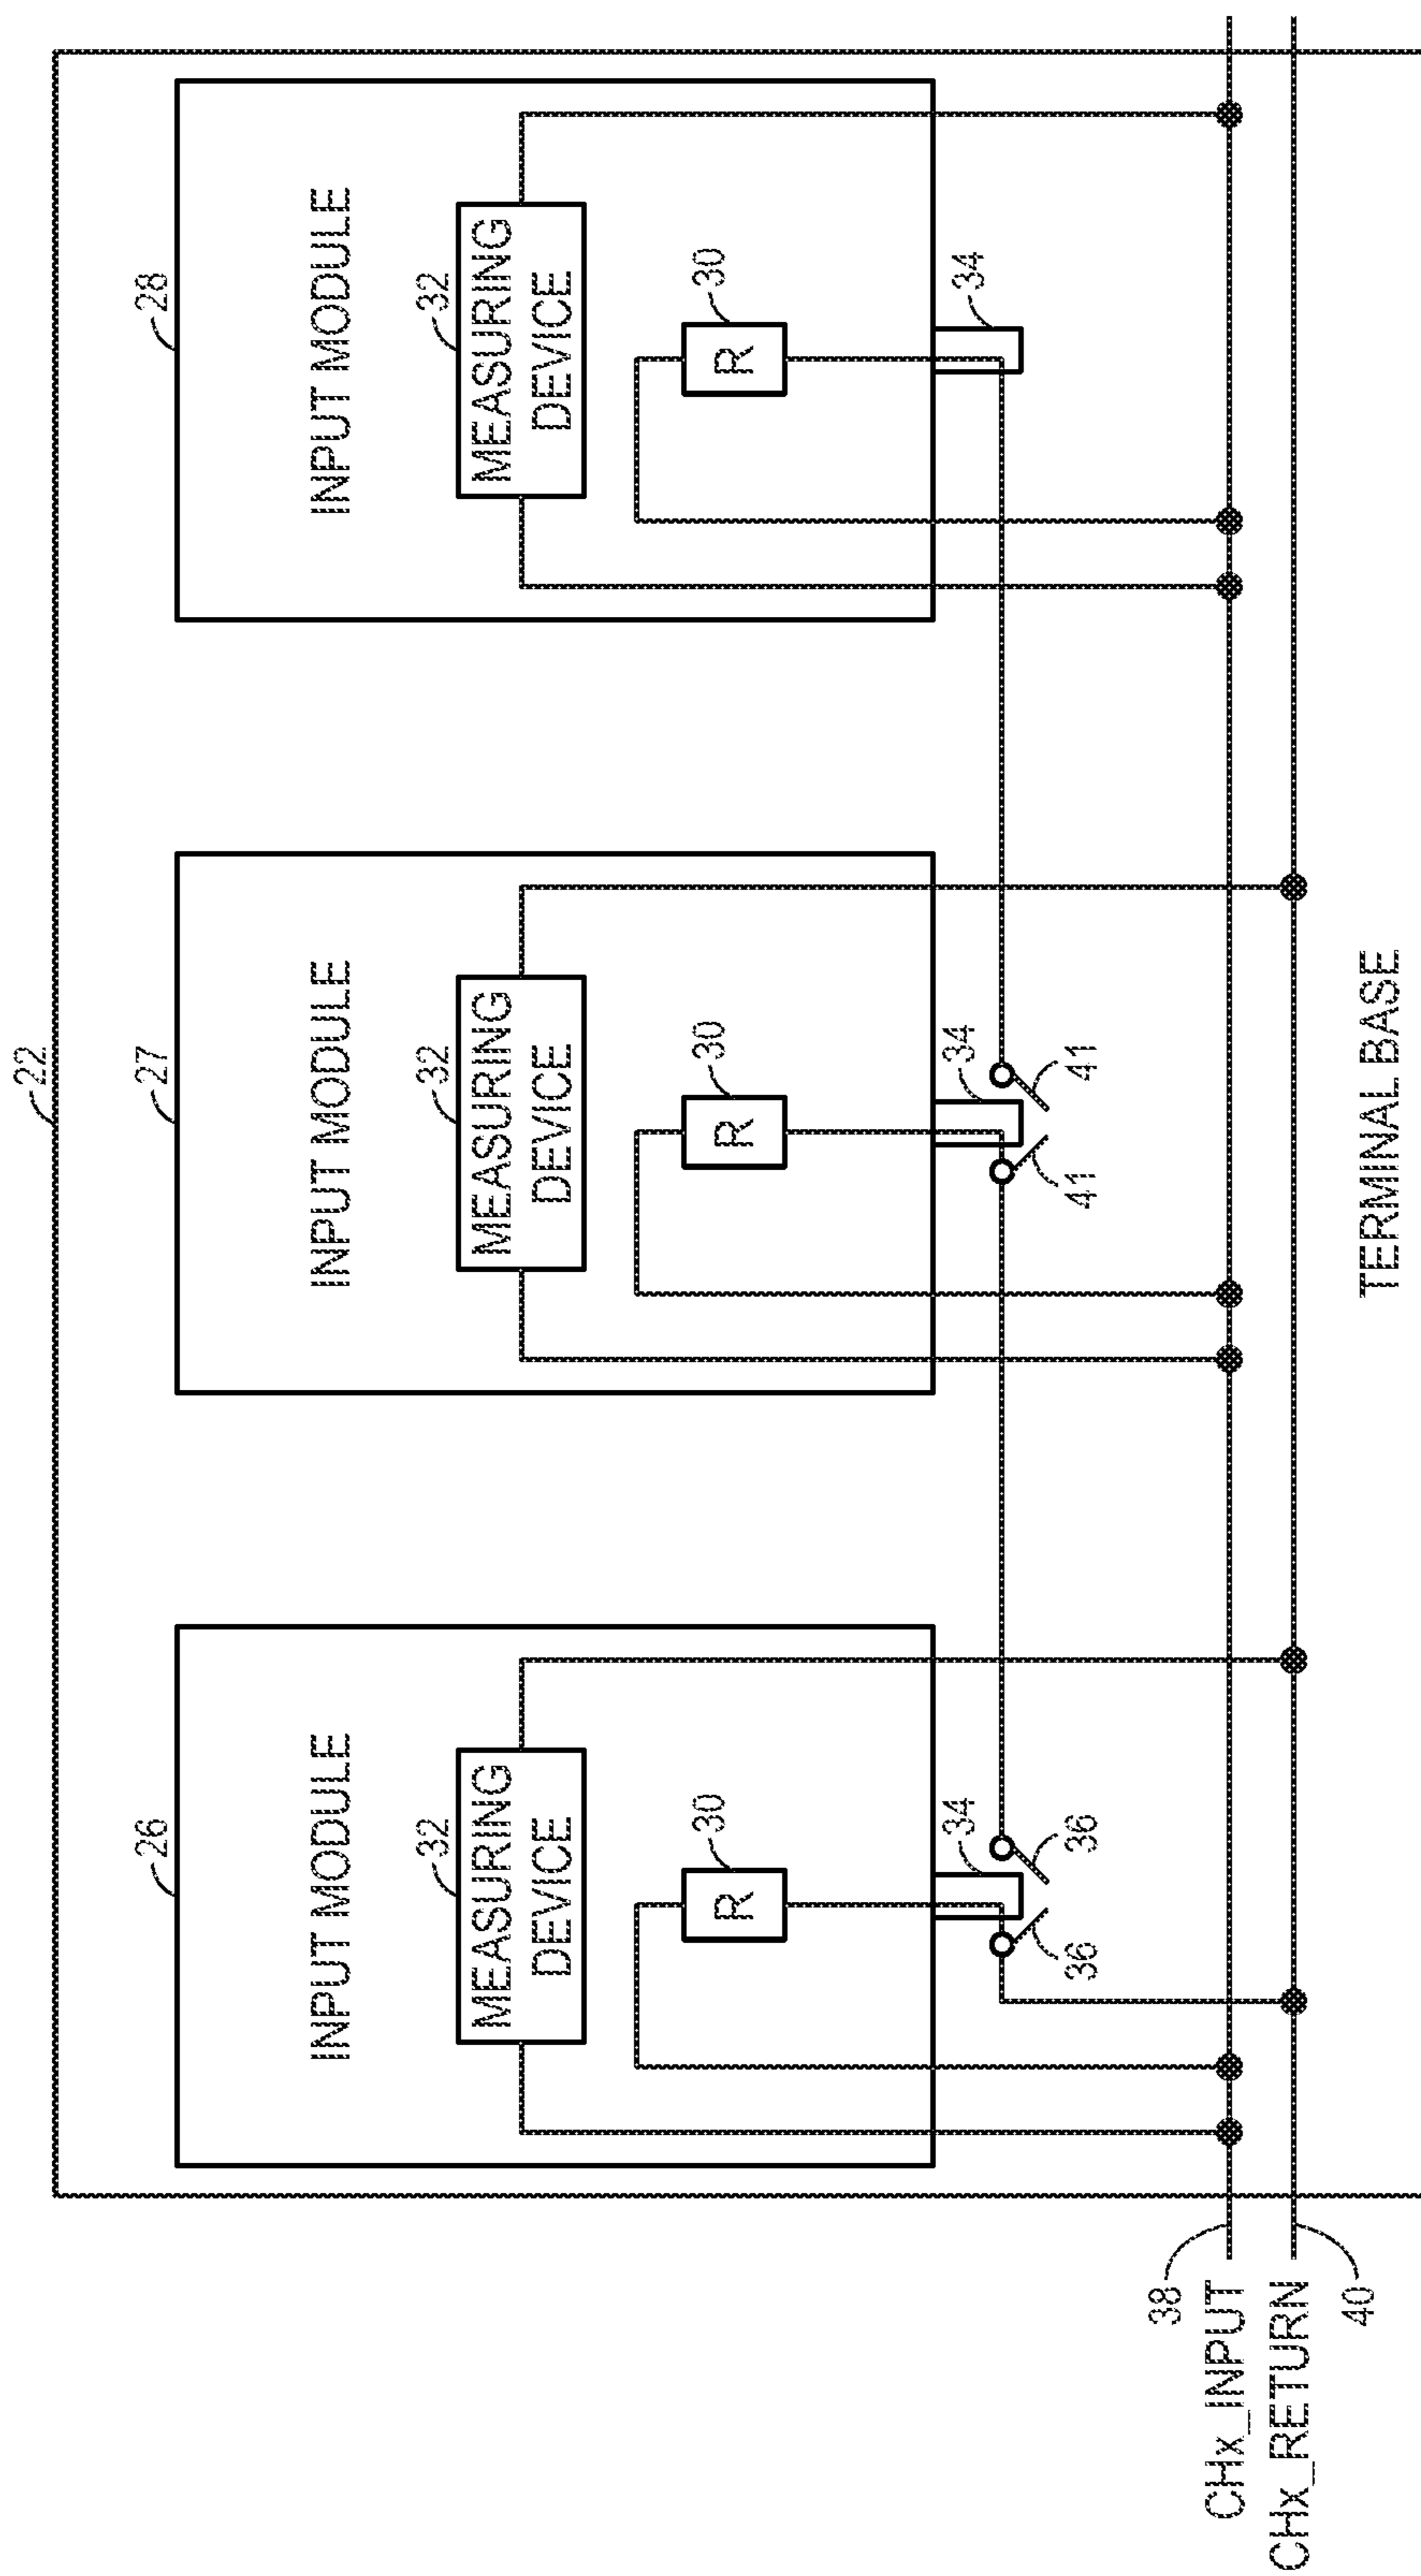 22
26
INPUT MODULE
32
MEASURING
DEVICE
30
R
34
36
36
27
INPUT MODULE
32
MEASURING
DEVICE
30
R
34
41
41
28
INPUT MODULE
32
MEASURING
DEVICE
30
R
34
38
CHx_INPUT
CHx_RETURN
40
TERMINAL BASE